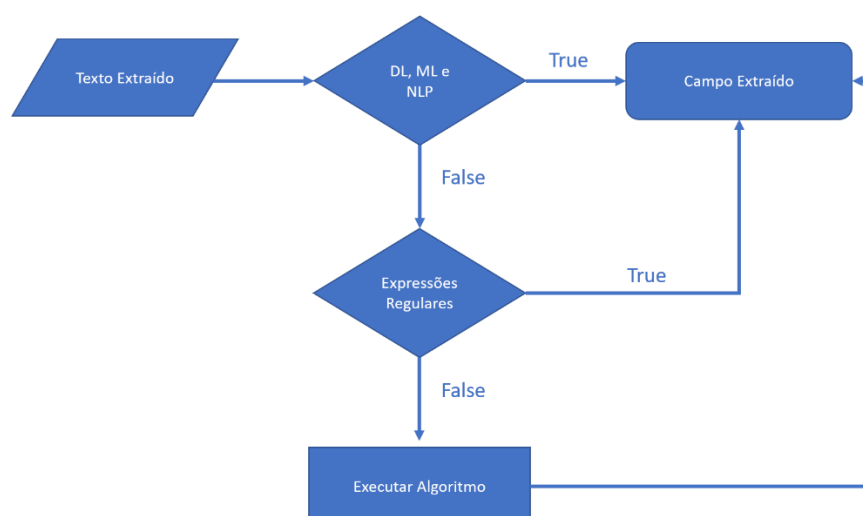 Texto Extraído
DL, ML e
NLP
True
Campo Extraído
False
Expressões
Regulares
True
False
Executar Algoritmo